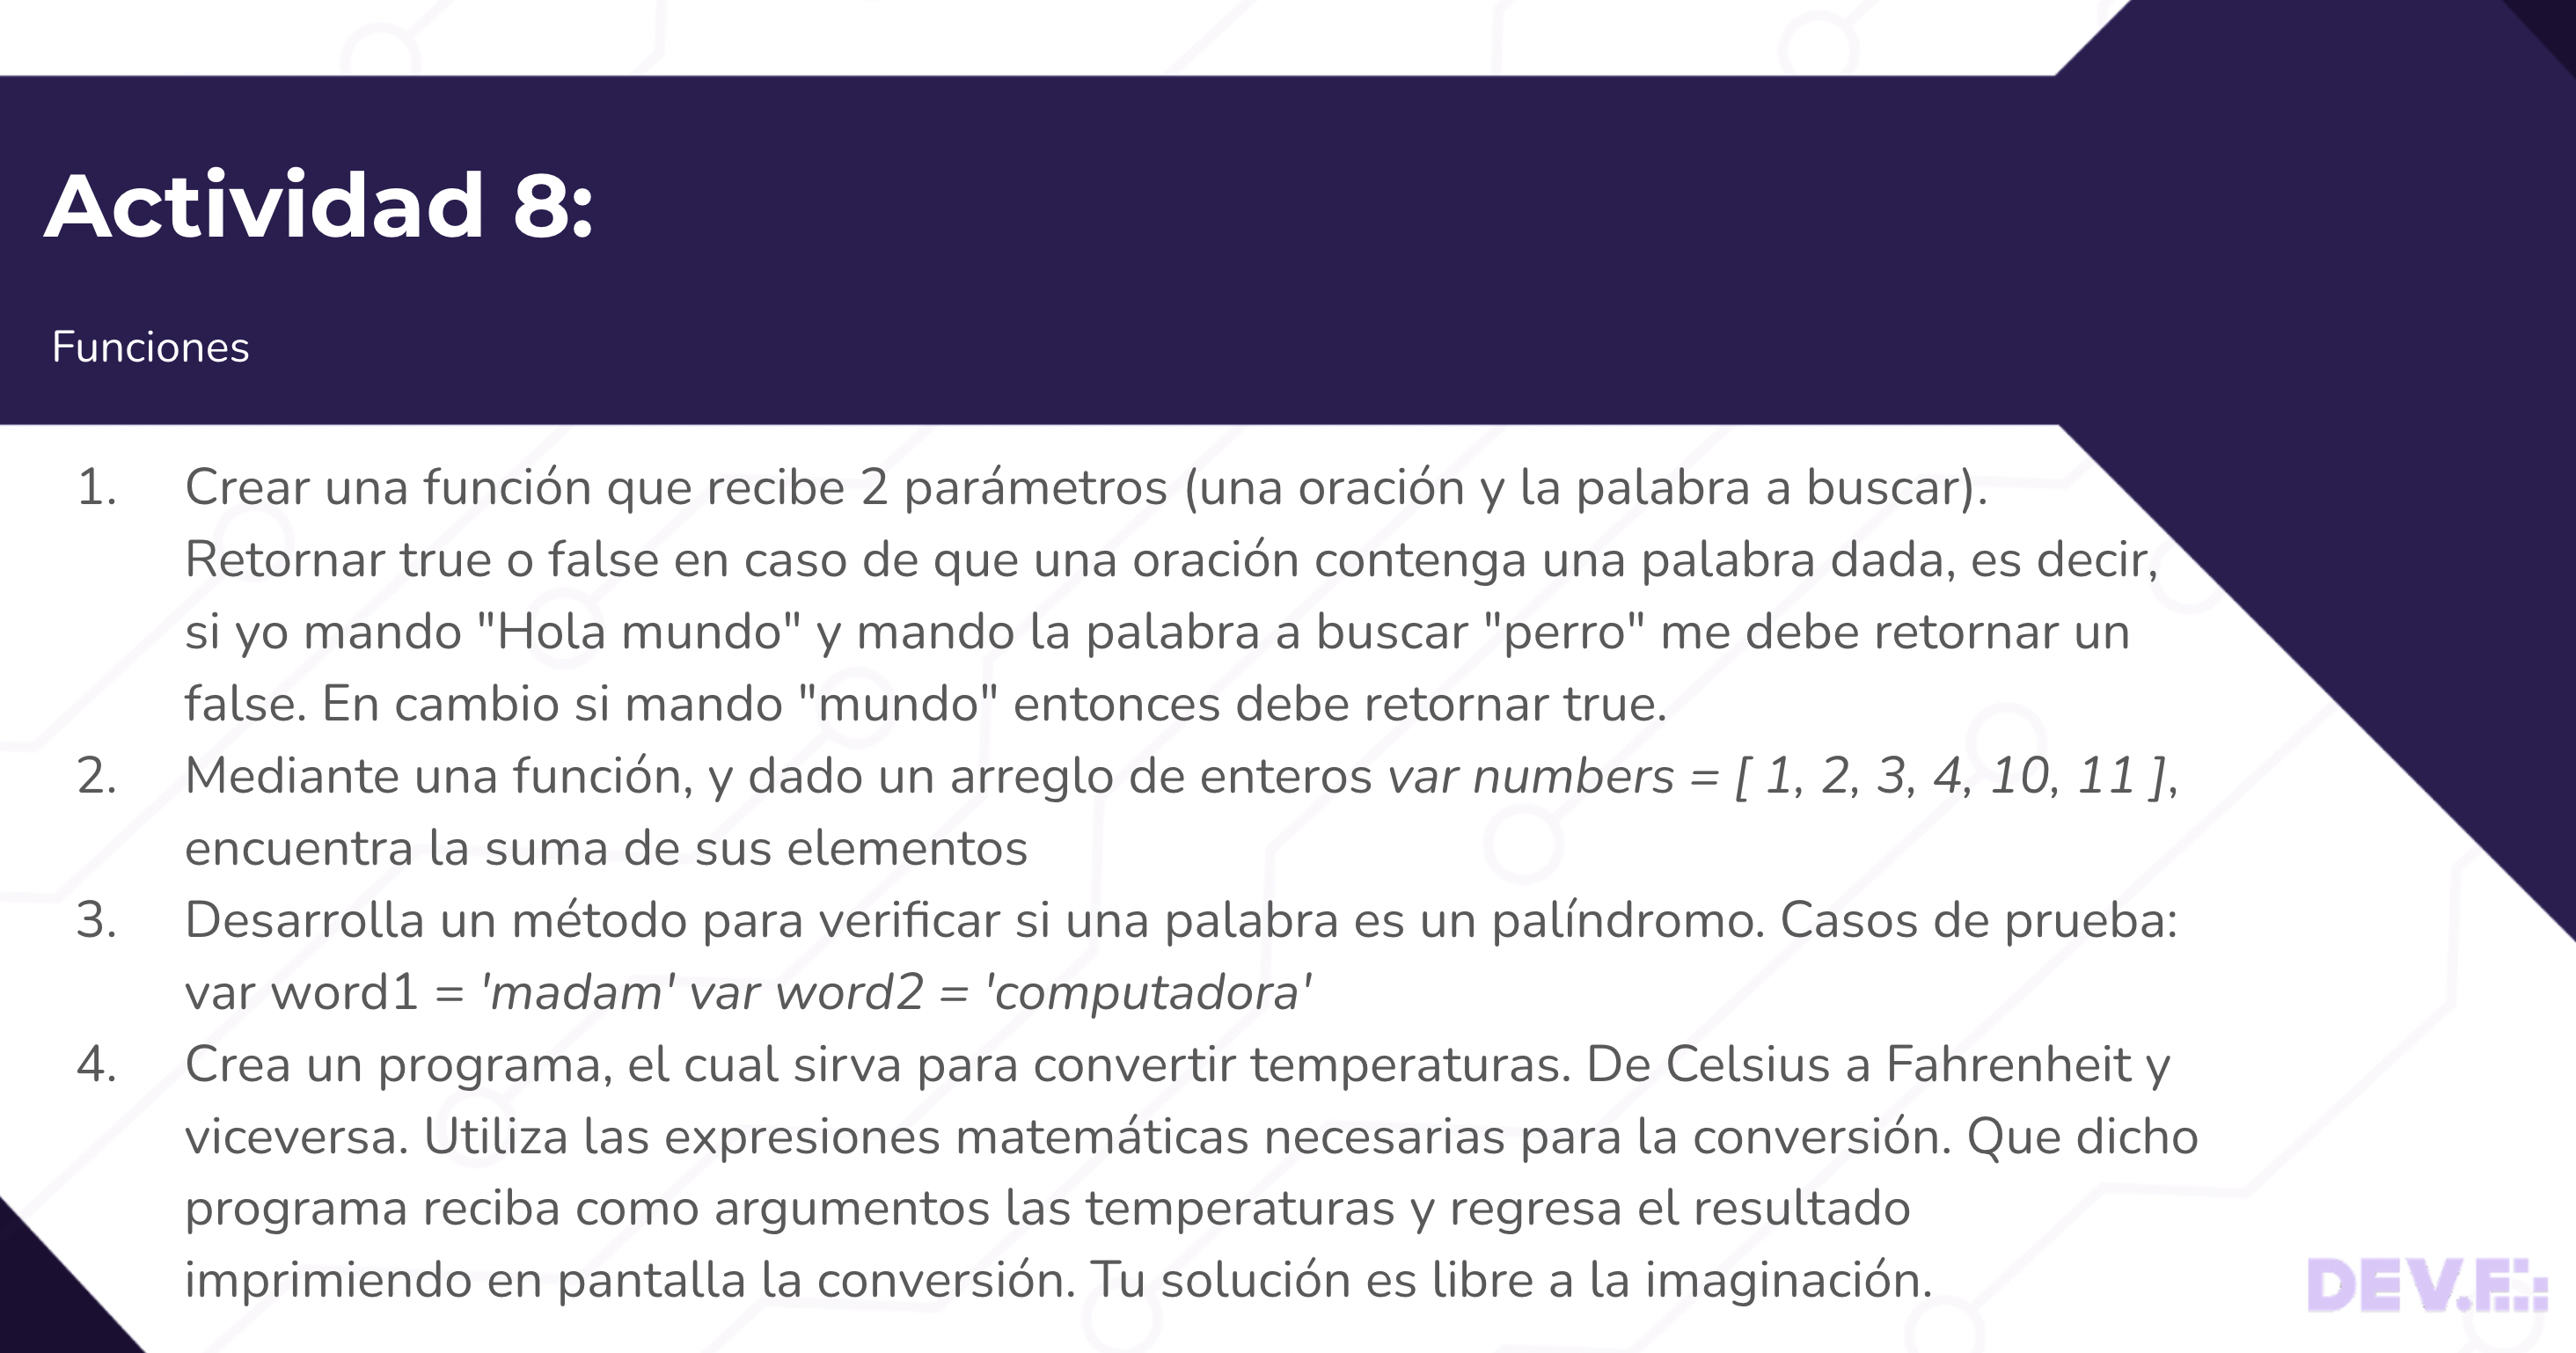 Actividad 8:
Funciones
1. Crear una función que recibe 2 parámetros (una oración y la palabra a buscar).
Retornar true o false en caso de que una oración contenga una palabra dada, es decir,
si yo mando "Hola mundo" y mando la palabra a buscar "perro" me debe retornar un
false. En cambio si mando "mundo" entonces debe retornar true.
2. Mediante una función, y dado un arreglo de enteros var numbers = [ 1, 2, 3, 4, 10, 11 ],
encuentra la suma de sus elementos
3. Desarrolla un método para verificar si una palabra es un palíndromo. Casos de prueba:
var word1 = 'madam' var word2 = 'computadora'
4. Crea un programa, el cual sirva para convertir temperaturas. De Celsius a Fahrenheit y
viceversa. Utiliza las expresiones matemáticas necesarias para la conversión. Que dicho
programa reciba como argumentos las temperaturas y regresa el resultado
imprimiendo en pantalla la conversión. Tu solución es libre a la imaginación.
DEV.F.: